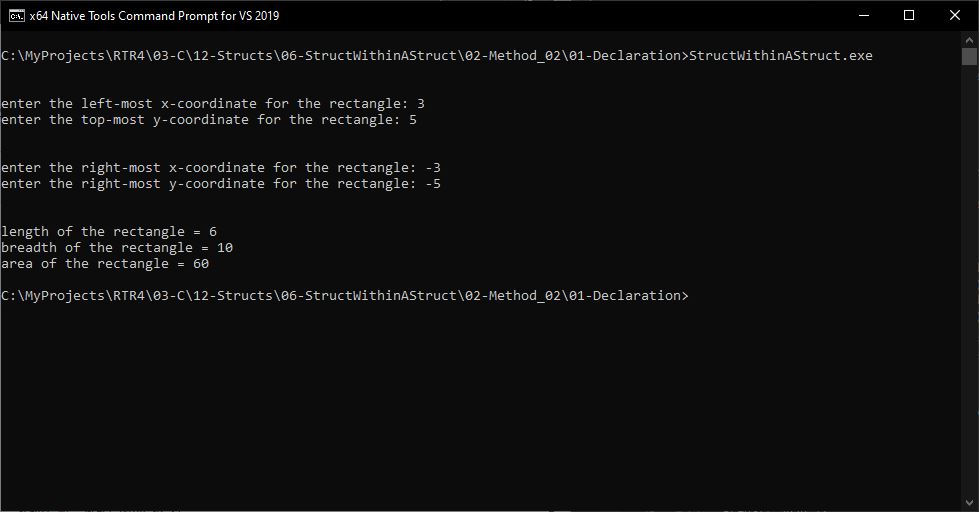 x64 Native Tools Command Prompt for VS 2019
C:\MyProjects\RTR4\03-C\12-Structs\06-StructWithinAStruct\02-Method_02\01-Declaration>StructWithinAStruct.exe
enter the left-most x-coordinate for the rectangle: 3
enter the top-most y-coordinate for the rectangle: 5
enter the right-most x-coordinate for the rectangle: -3
enter the right-most y-coordinate for the rectangle: -5
length of the rectangle = 6
breadth of the rectangle = 10
area of the rectangle = 60
C:\MyProjects\RTR4\03-C\12-Structs\06-StructWithinAStruct\02-Method_02\01-Declaration>